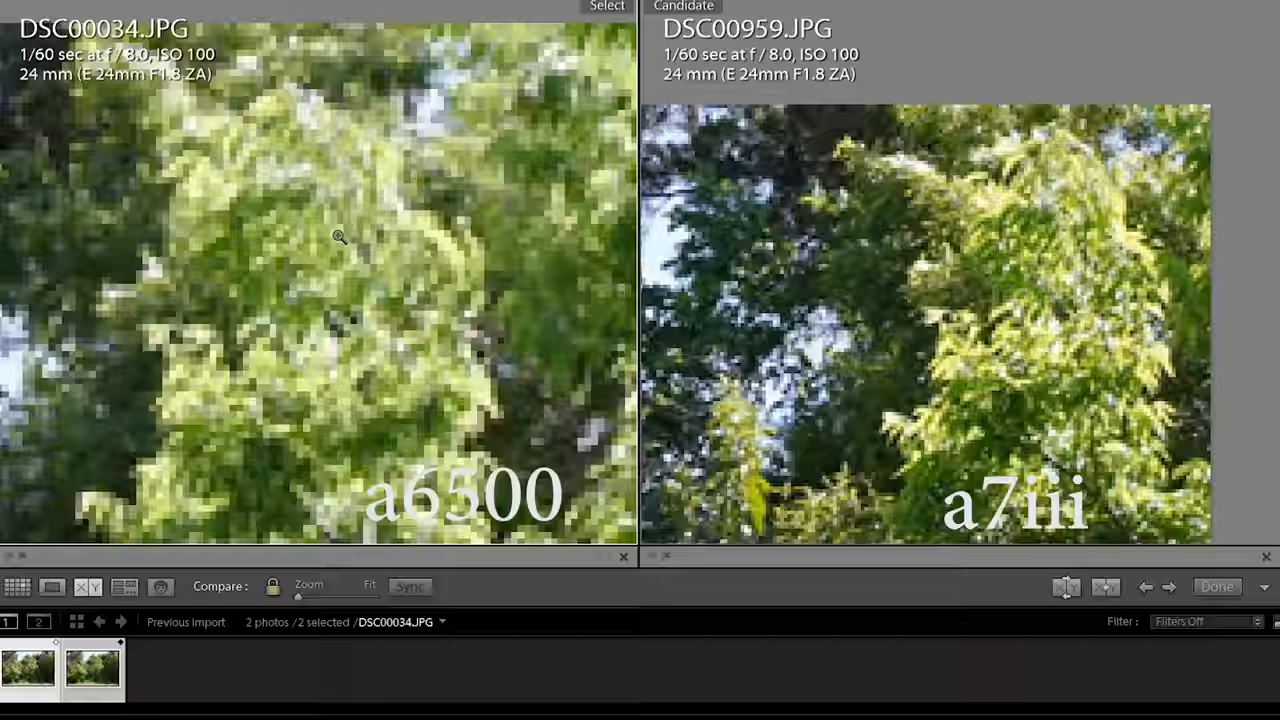 Select
Candidate
DSC00034.JPG
1/60 sec at f / 8.0, ISO 100
24 mm (E 24mm F1.8 ZA)
DSC00959.JPG
1/60 sec at f / 8.0, ISO 100
24 mm (E 24mm F1.8 ZA)
a6500
a7iii
X Y
Compare :
Zoom
Fit
Sync
Done
1
2
Previous Import
2 photos /2 selected /DSC00034.JPG
Filter :
Filters Off